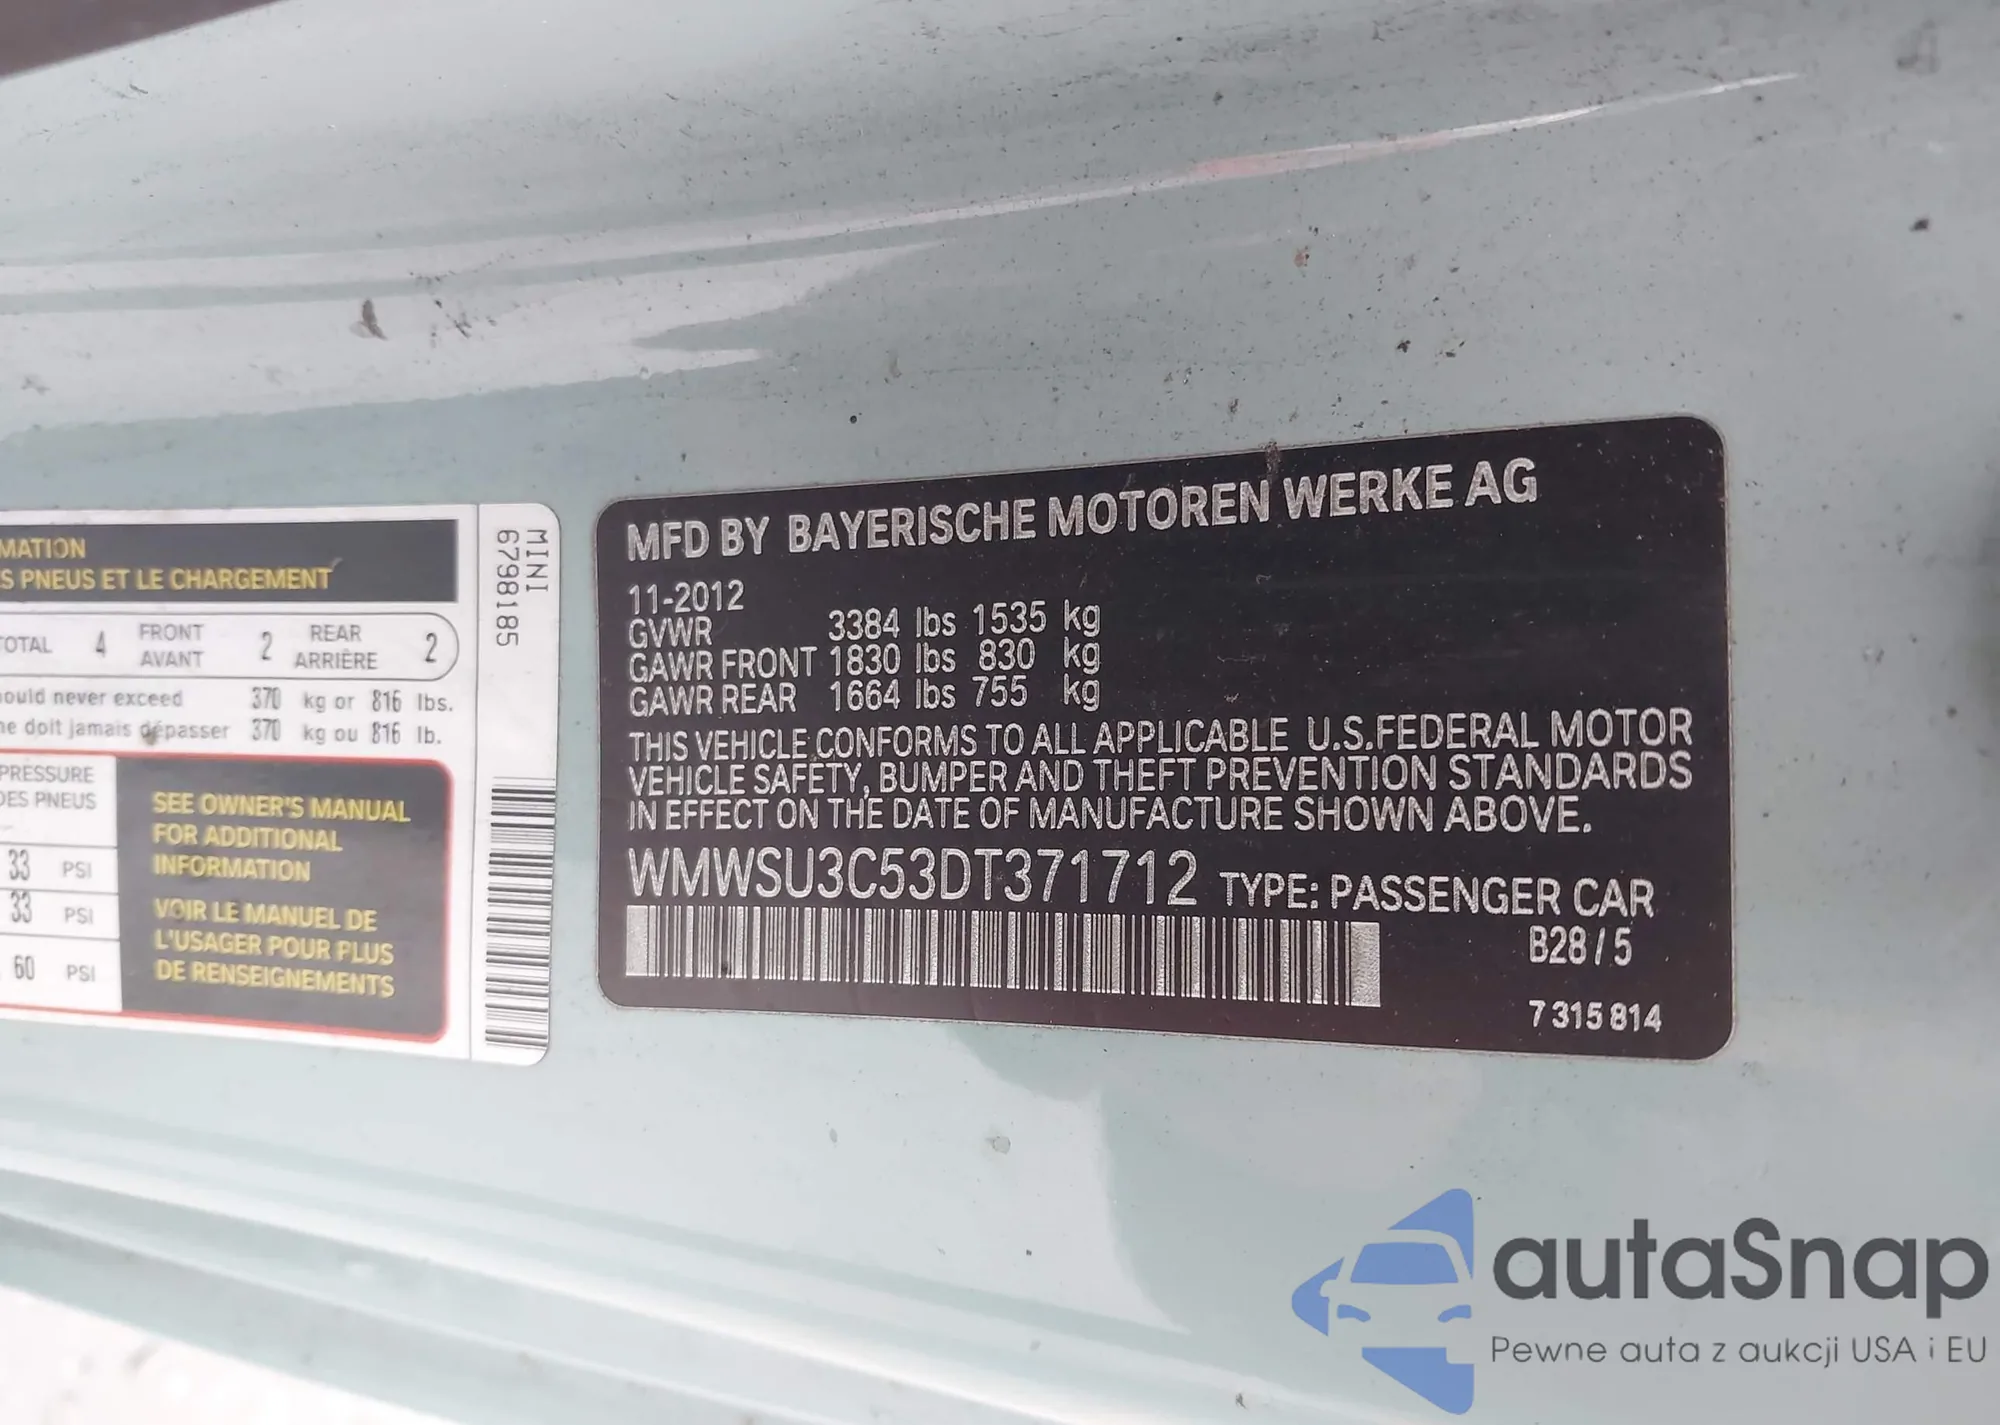 MATION
S PNEUS ET LE CHARGEMENT
TOTAL 4 FRONT AVANT 2 REAR ARRIÈRE 2
ould never exceed 370 kg or 816 lbs.
ne doit jamais dépasser 370 kg ou 816 lb.
PRESSURE
DES PNEUS
33 PSI
33 PSI
60 PSI
SEE OWNER'S MANUAL
FOR ADDITIONAL
INFORMATION
VOIR LE MANUEL DE
L'USAGER POUR PLUS
DE RENSEIGNEMENTS
MINI
6798185
MFD BY BAYERISCHE MOTOREN WERKE AG
11-2012
GVWR 3384 lbs 1535 kg
GAWR FRONT 1830 lbs 830 kg
GAWR REAR 1664 lbs 755 kg
THIS VEHICLE CONFORMS TO ALL APPLICABLE U.S.FEDERAL MOTOR
VEHICLE SAFETY, BUMPER AND THEFT PREVENTION STANDARDS
IN EFFECT ON THE DATE OF MANUFACTURE SHOWN ABOVE.
WMWSU3C53DT371712 TYPE: PASSENGER CAR
B28 / 5
7 315 814
autaSnap
Pewne auta z aukcji USA i EU